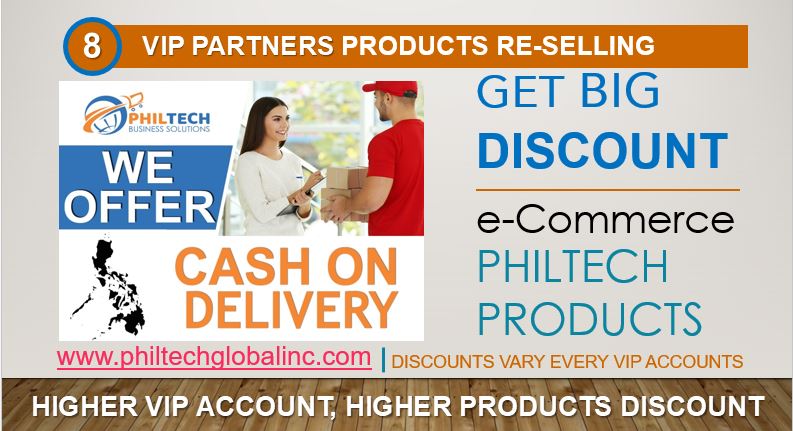 8
VIP PARTNERS PRODUCTS RE-SELLING
PHILTECH
BUSINESS SOLUTIONS
WE
OFFER
CASH ON
DELIVERY
GET BIG
DISCOUNT
e-Commerce
PHILTECH
PRODUCTS
www.philtechglobalinc.com | DISCOUNTS VARY EVERY VIP ACCOUNTS
HIGHER VIP ACCOUNT, HIGHER PRODUCTS DISCOUNT